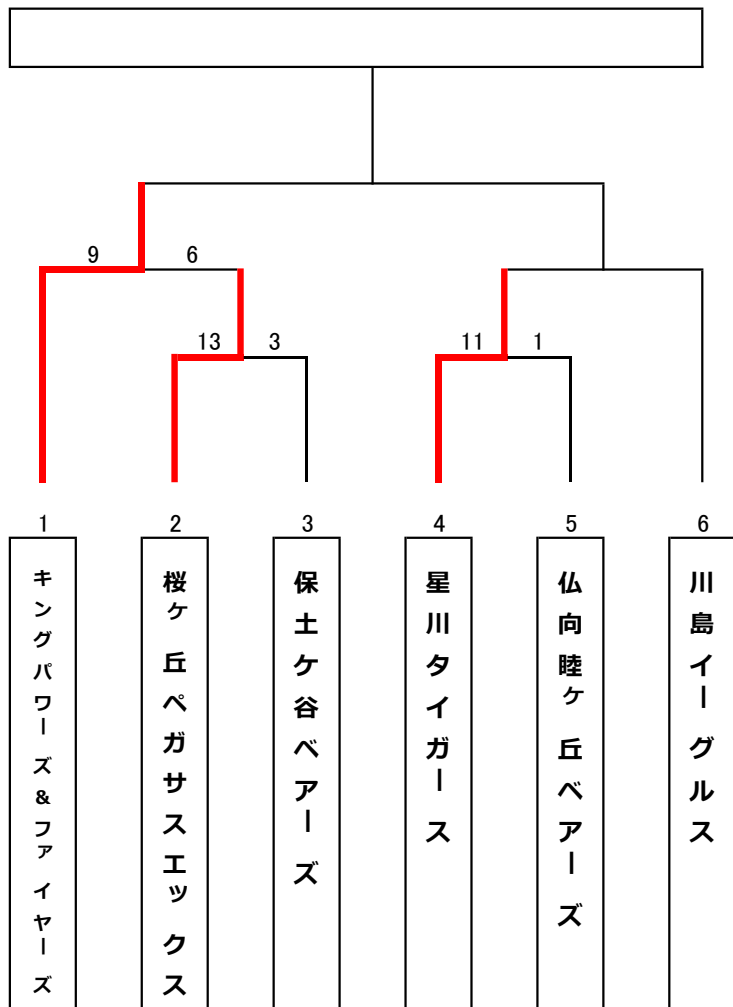 9 6
13 3 11 1
1 2 3 4 5 6
キングパワーズ&ファイヤーズ
桜ヶ丘ペガサスエックス
保土ケ谷ベアーズ
星川タイガース
仏向睦ヶ丘ベアーズ
川島イーグルス